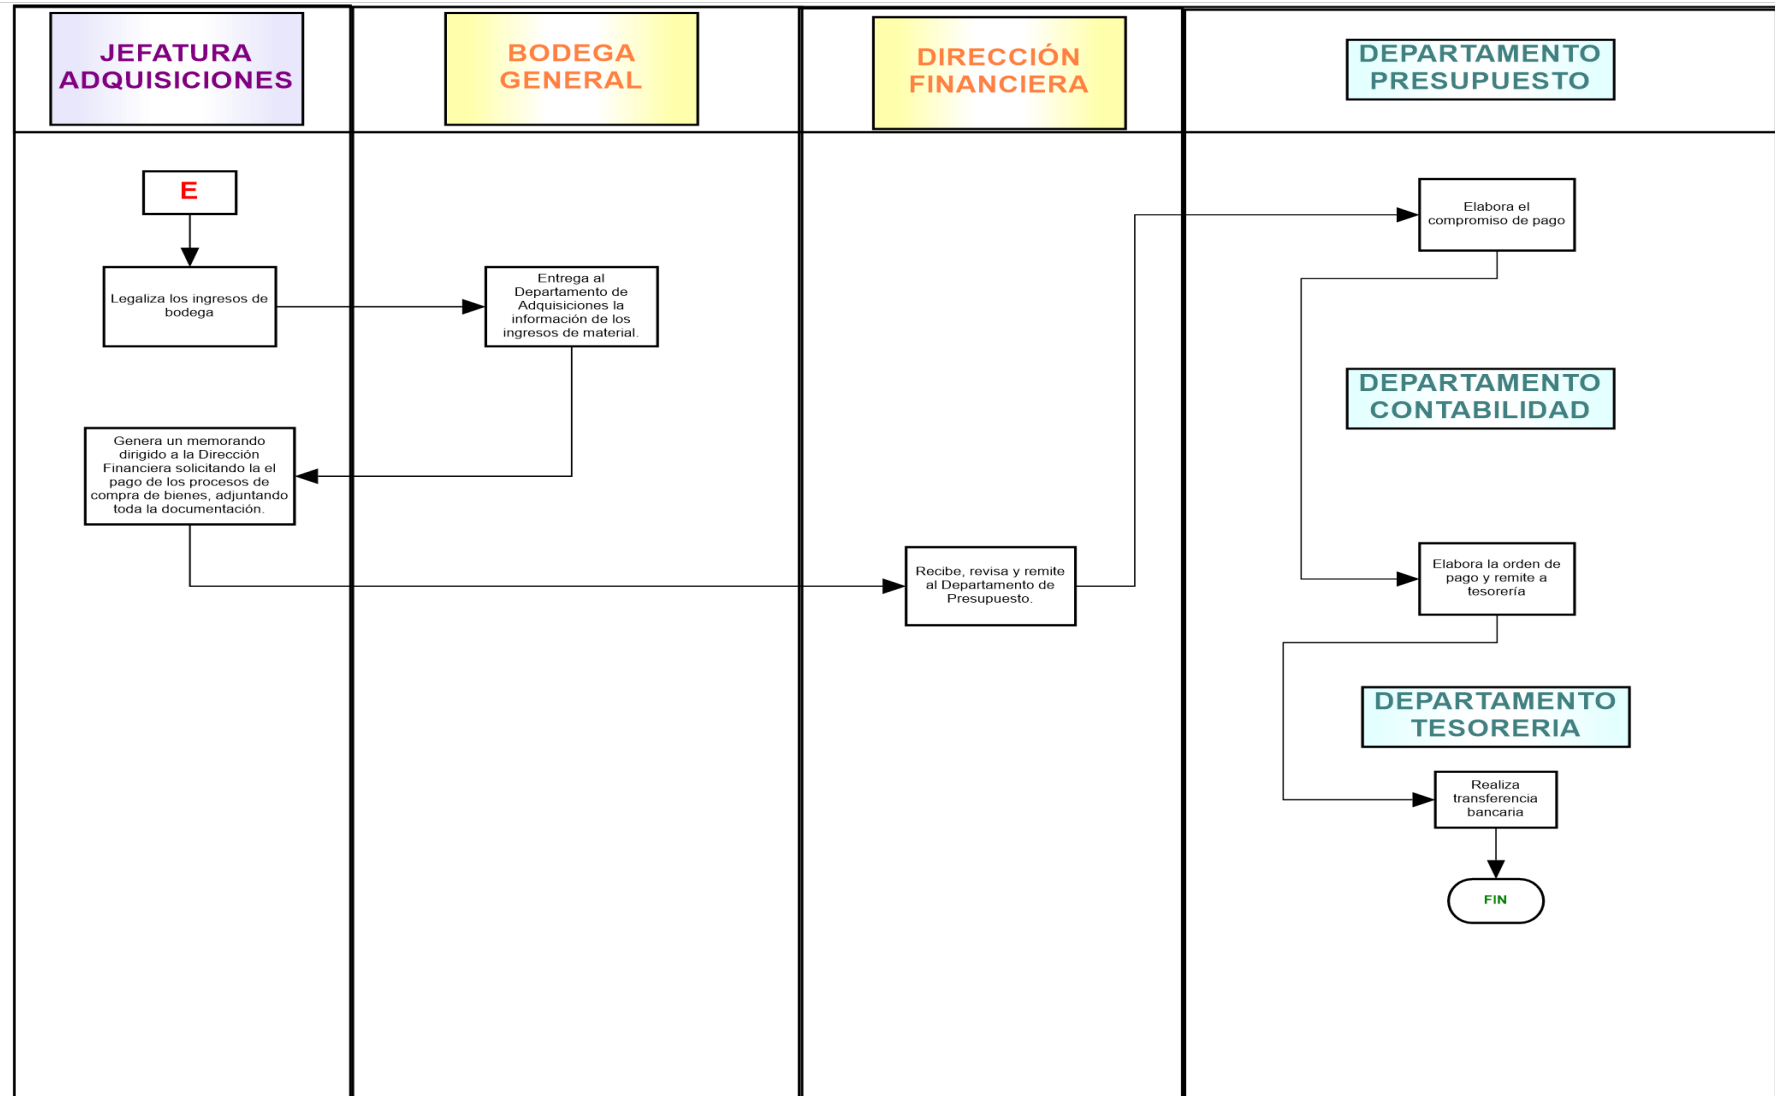 JEFATURA
ADQUISICIONES
BODEGA
GENERAL
DIRECCIÓN
FINANCIERA
DEPARTAMENTO
PRESUPUESTO
E
Legaliza los ingresos de
bodega
Entrega al
Departamento de
Adquisiciones la
información de los
ingresos de material.
Genera un memorando
dirigido a la Dirección
Financiera solicitando la el
pago de los procesos de
compra de bienes, adjuntando
toda la documentación.
Recibe, revisa y remite
al Departamento de
Presupuesto.
Elabora el
compromiso de pago
DEPARTAMENTO
CONTABILIDAD
Elabora la orden de
pago y remite a
tesorería
DEPARTAMENTO
TESORERIA
Realiza
transferencia
bancaria
FIN